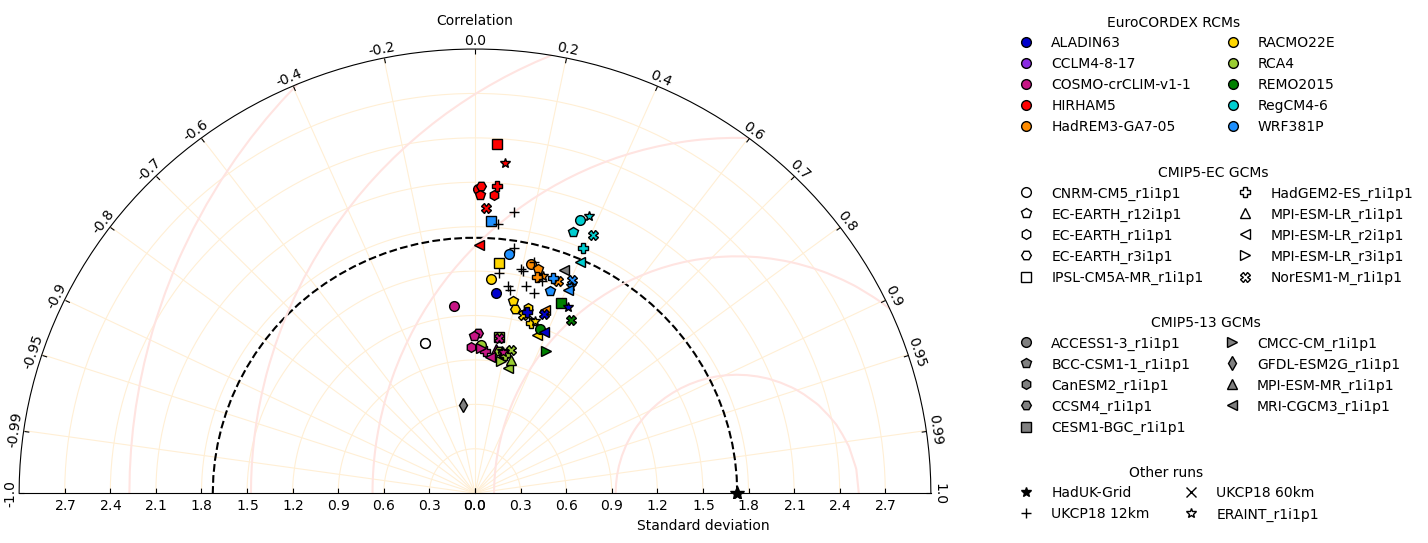 Correlation
-1.0
-0.99
-0.95
-0.9
-0.8
-0.7
-0.6
-0.4
-0.2
0.0
0.2
0.4
0.6
0.7
0.8
0.9
0.95
0.99
1.0
2.7 2.4 2.1 1.8 1.5 1.2 0.9 0.6 0.3 0.0 0.3 0.6 0.9 1.2 1.5 1.8 2.1 2.4 2.7
Standard deviation
EuroCORDEX RCMs
ALADIN63
CCLM4-8-17
COSMO-crCLIM-v1-1
HIRHAM5
HadREM3-GA7-05
RACMO22E
RCA4
REMO2015
RegCM4-6
WRF381P
CMIP5-EC GCMs
CNRM-CM5_r1i1p1
EC-EARTH_r12i1p1
EC-EARTH_r1i1p1
EC-EARTH_r3i1p1
IPSL-CM5A-MR_r1i1p1
HadGEM2-ES_r1i1p1
MPI-ESM-LR_r1i1p1
MPI-ESM-LR_r2i1p1
MPI-ESM-LR_r3i1p1
NorESM1-M_r1i1p1
CMIP5-13 GCMs
ACCESS1-3_r1i1p1
BCC-CSM1-1_r1i1p1
CanESM2_r1i1p1
CCSM4_r1i1p1
CESM1-BGC_r1i1p1
CMCC-CM_r1i1p1
GFDL-ESM2G_r1i1p1
MPI-ESM-MR_r1i1p1
MRI-CGCM3_r1i1p1
Other runs
HadUK-Grid
UKCP18 12km
UKCP18 60km
ERAINT_r1i1p1